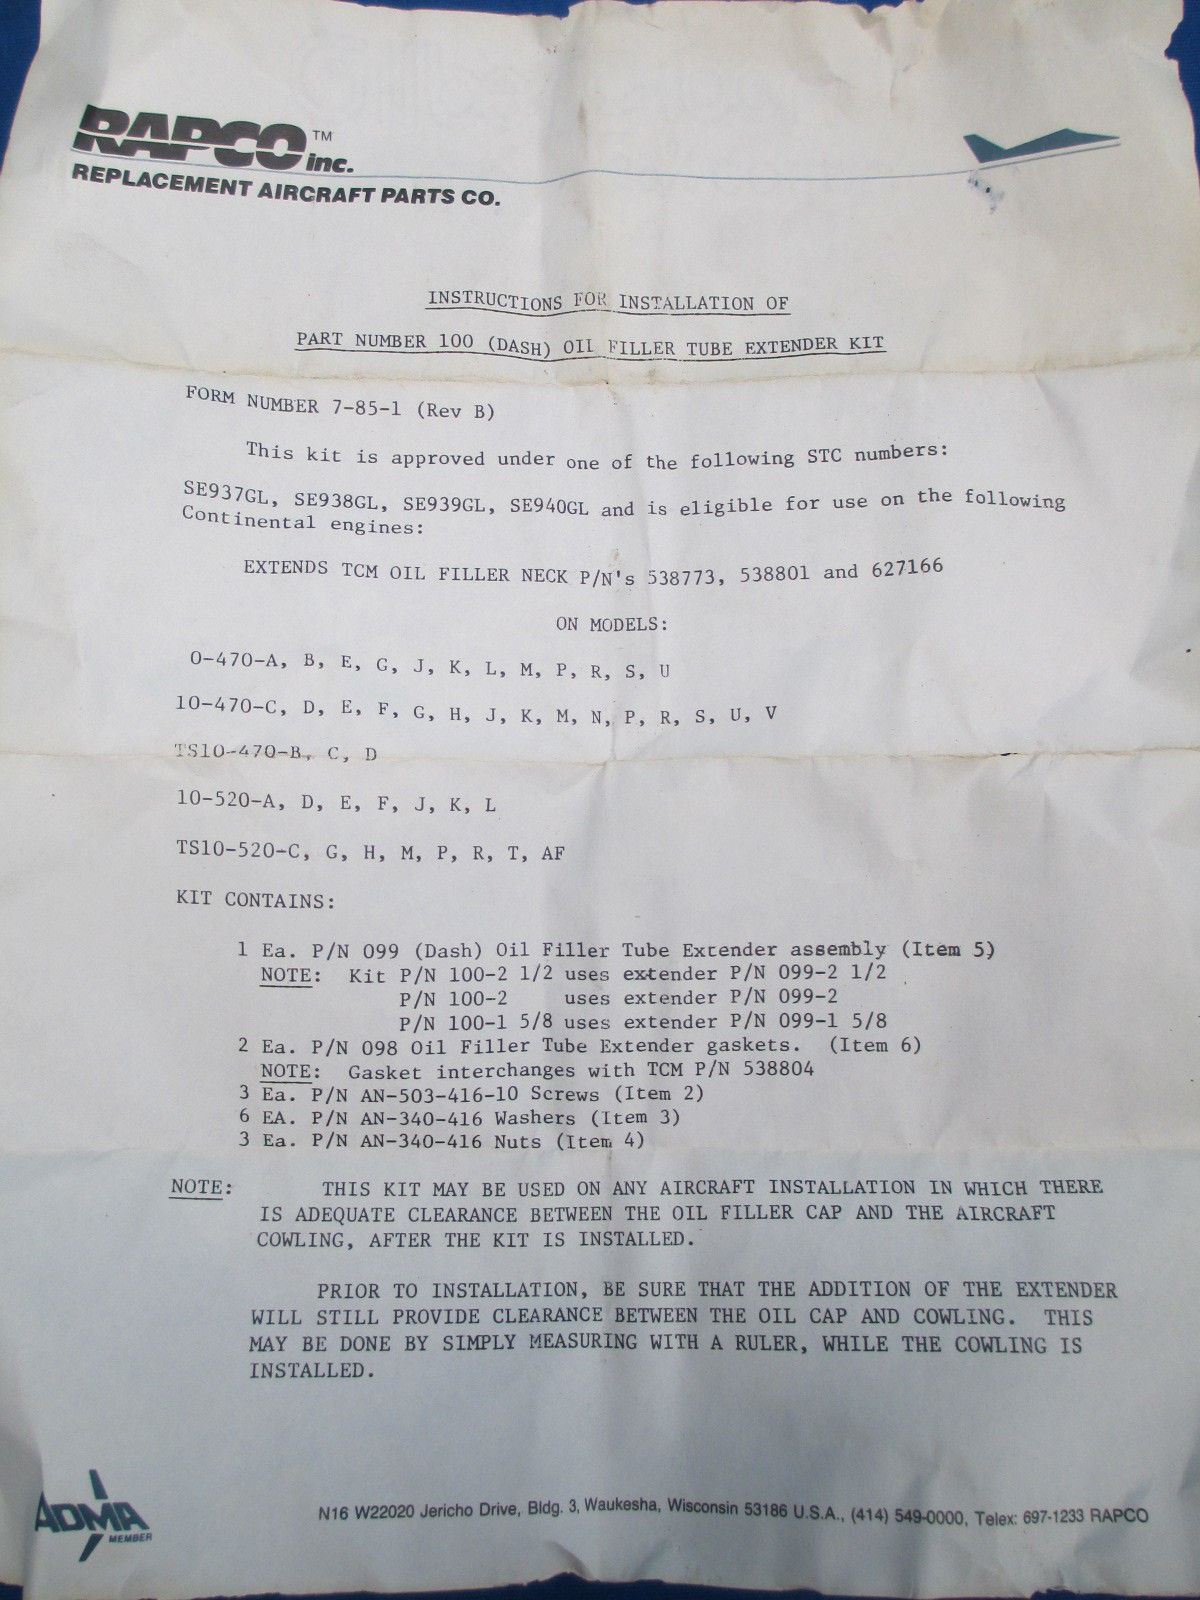 RAPCO™ inc.
REPLACEMENT AIRCRAFT PARTS CO.
INSTRUCTIONS FOR INSTALLATION OF
PART NUMBER 100 (DASH) OIL FILLER TUBE EXTENDER KIT
FORM NUMBER 7-85-1 (Rev B)
This kit is approved under one of the following STC numbers:
SE937GL, SE938GL, SE939GL, SE940GL and is eligible for use on the following
Continental engines:
EXTENDS TCM OIL FILLER NECK P/N's 538773, 538801 and 627166
ON MODELS:
0-470-A, B, E, G, J, K, L, M, P, R, S, U
10-470-C, D, E, F, G, H, J, K, M, N, P, R, S, U, V
TS10-470-B, C, D
10-520-A, D, E, F, J, K, L
TS10-520-C, G, H, M, P, R, T, AF
KIT CONTAINS:
1 Ea. P/N 099 (Dash) Oil Filler Tube Extender assembly (Item 5)
NOTE: Kit P/N 100-2 1/2 uses extender P/N 099-2 1/2
P/N 100-2 uses extender P/N 099-2
P/N 100-1 5/8 uses extender P/N 099-1 5/8
2 Ea. P/N 098 Oil Filler Tube Extender gaskets. (Item 6)
NOTE: Gasket interchanges with TCM P/N 538804
3 Ea. P/N AN-503-416-10 Screws (Item 2)
6 EA. P/N AN-340-416 Washers (Item 3)
3 Ea. P/N AN-340-416 Nuts (Item 4)
NOTE: THIS KIT MAY BE USED ON ANY AIRCRAFT INSTALLATION IN WHICH THERE
IS ADEQUATE CLEARANCE BETWEEN THE OIL FILLER CAP AND THE AIRCRAFT
COWLING, AFTER THE KIT IS INSTALLED.
PRIOR TO INSTALLATION, BE SURE THAT THE ADDITION OF THE EXTENDER
WILL STILL PROVIDE CLEARANCE BETWEEN THE OIL CAP AND COWLING. THIS
MAY BE DONE BY SIMPLY MEASURING WITH A RULER, WHILE THE COWLING IS
INSTALLED.
ADMA
MEMBER
N16 W22020 Jericho Drive, Bldg. 3, Waukesha, Wisconsin 53186 U.S.A., (414) 549-0000, Telex: 697-1233 RAPCO